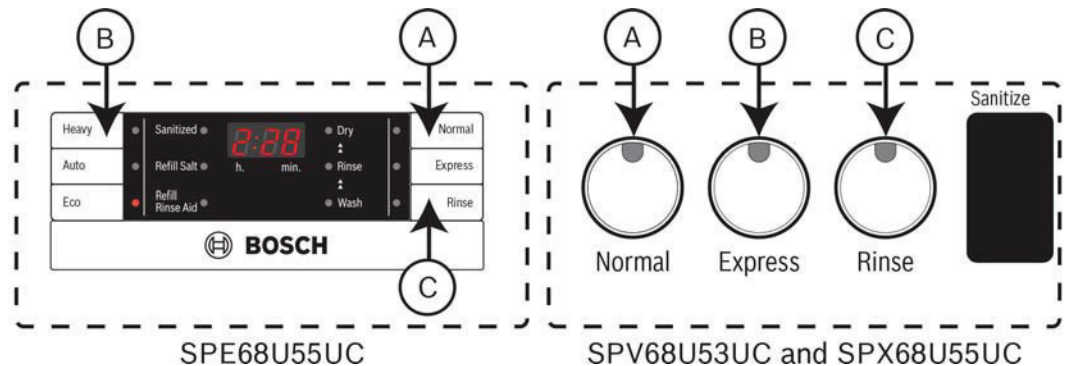 B
A
A
B
C
Sanitize
Heavy
Sanitized
2:28
Dry
Normal
Auto
Refill Salt
h.
min.
Rinse
Express
Eco
Refill
Rinse Aid
Wash
Rinse
BOSCH
C
Normal
Express
Rinse
SPE68U55UC
SPV68U53UC and SPX68U55UC